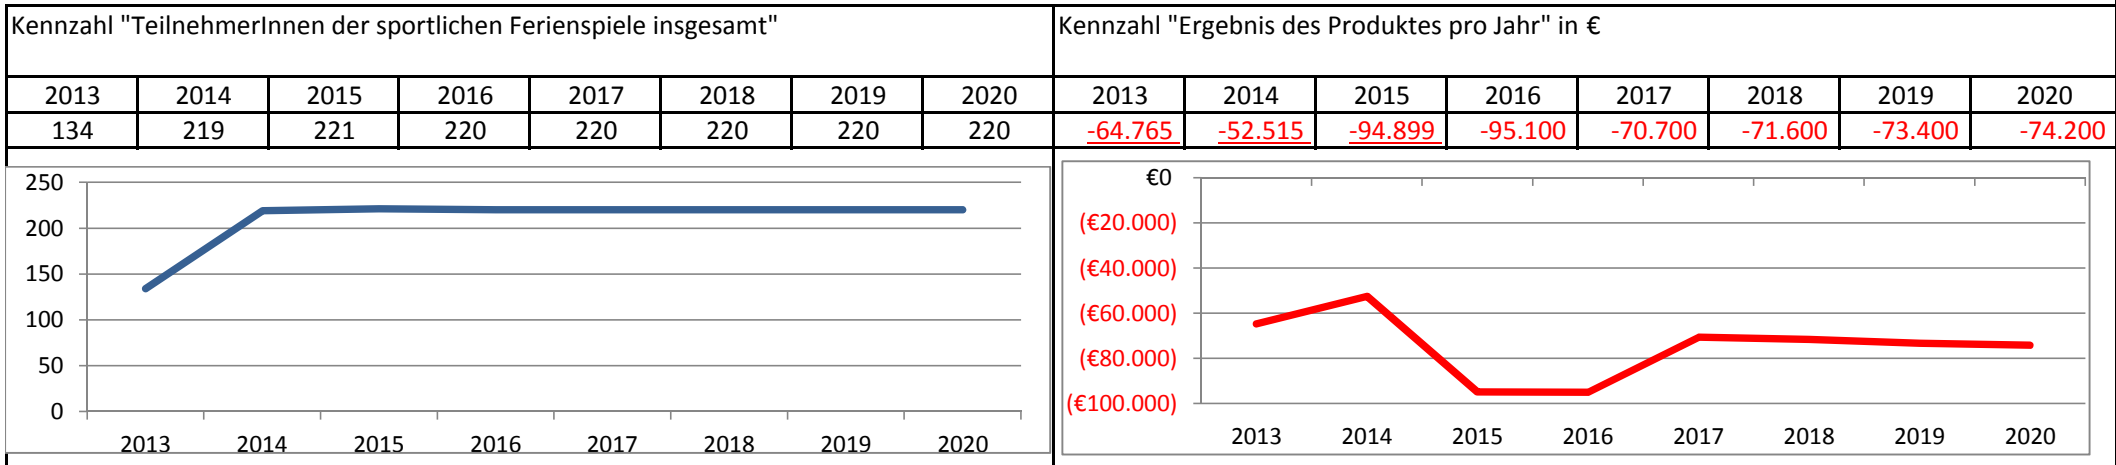 Kennzahl "TeilnehmerInnen der sportlichen Ferienspiele insgesamt"
2013 2014 2015 2016 2017 2018 2019 2020
134 219 221 220 220 220 220 220
250
200
150
100
50
0
2013 2014 2015 2016 2017 2018 2019 2020
Kennzahl "Ergebnis des Produktes pro Jahr" in €
2013 2014 2015 2016 2017 2018 2019 2020
-64.765 -52.515 -94.899 -95.100 -70.700 -71.600 -73.400 -74.200
€0
(€20.000)
(€40.000)
(€60.000)
(€80.000)
(€100.000)
2013 2014 2015 2016 2017 2018 2019 2020